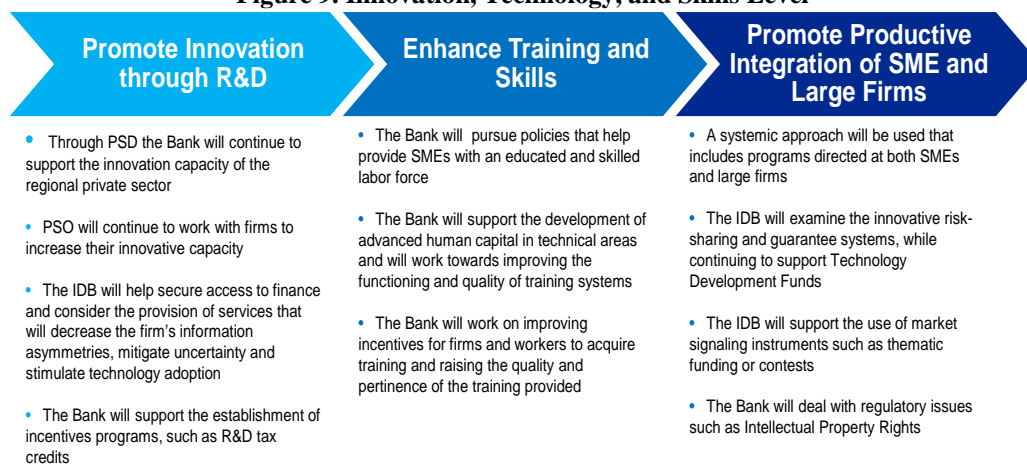 Figure 9. Innovation, Technology, and Skills Level
Promote Innovation
through R&D
• Through PSD the Bank will continue to
support the innovation capacity of the
regional private sector
• PSO will continue to work with firms to
increase their innovative capacity
• The IDB will help secure access to finance
and consider the provision of services that
will decrease the firm's information
asymmetries, mitigate uncertainty and
stimulate technology adoption
• The Bank will support the establishment of
incentives programs, such as R&D tax
credits
Enhance Training and
Skills
• The Bank will pursue policies that help
provide SMEs with an educated and skilled
labor force
• The Bank will support the development of
advanced human capital in technical areas
and will work towards improving the
functioning and quality of training systems
• The Bank will work on improving
incentives for firms and workers to acquire
training and raising the quality and
pertinence of the training provided
Promote Productive
Integration of SME and
Large Firms
• A systemic approach will be used that
includes programs directed at both SMEs
and large firms
• The IDB will examine the innovative risk-
sharing and guarantee systems, while
continuing to support Technology
Development Funds
• The IDB will support the use of market
signaling instruments such as thematic
funding or contests
• The Bank will deal with regulatory issues
such as Intellectual Property Rights